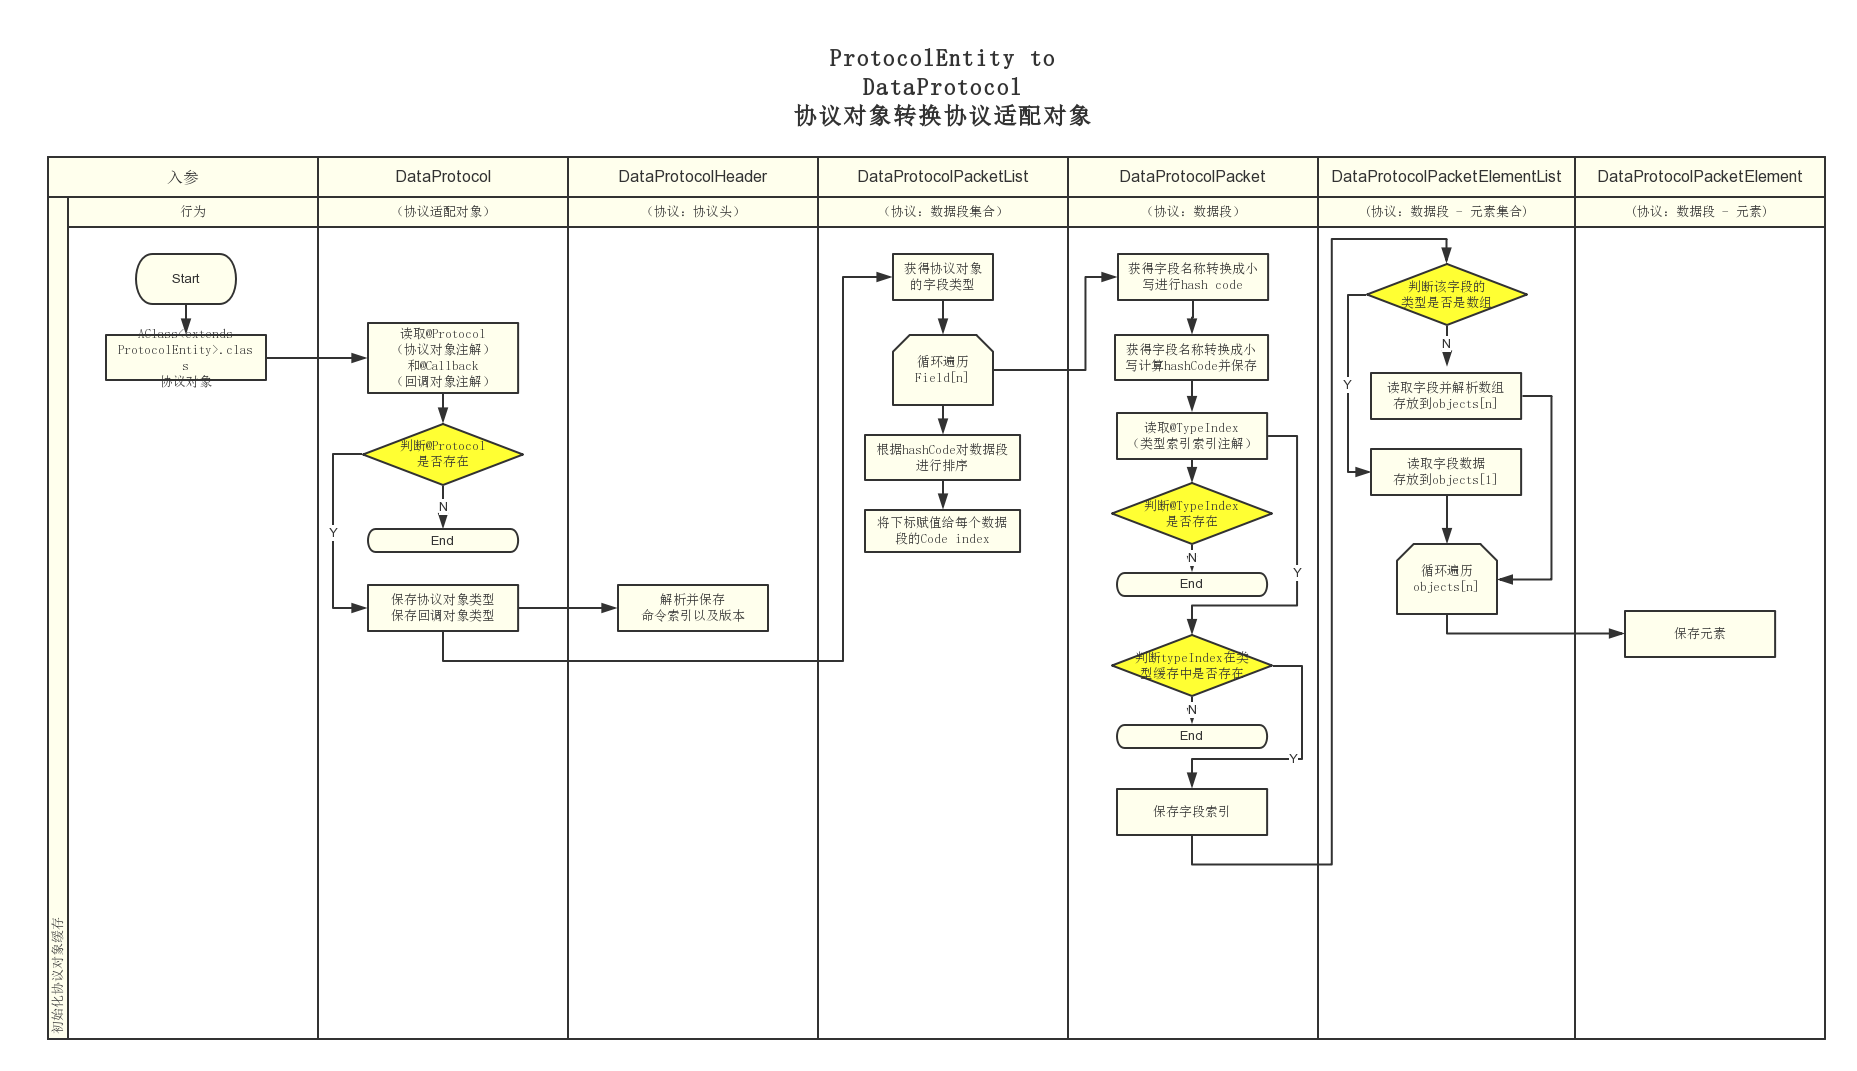 ProtocolEntity to
DataProtocol
协议对象转换协议适配对象
入参
DataProtocol
DataProtocolHeader
DataProtocolPacketList
DataProtocolPacket
DataProtocolPacketElementList
DataProtocolPacketElement
行为
（协议适配对象）
（协议：协议头）
（协议：数据段集合）
（协议：数据段）
（协议：数据段 - 元素集合）
（协议：数据段 - 元素）
初始化协议对象缓存
Start
AClass<extends
ProtocolEntity>.clas
s
协议对象
读取@Protocol
（协议对象注解）
和@Callback
（回调对象注解）
判断@Protocol
是否存在
N
Y
End
保存协议对象类型
保存回调对象类型
解析并保存
命令索引以及版本
获得协议对象
的字段类型
循环遍历
Field[n]
根据hashCode对数据段
进行排序
将下标赋值给每个数据
段的Code index
获得字段名称转换成小
写进行hash code
获得字段名称转换成小
写计算hashCode并保存
读取@TypeIndex
（类型索引索引注解）
判断@TypeIndex
是否存在
N
Y
End
判断typeIndex在类
型缓存中是否存在
N
End
Y
保存字段索引
判断该字段的
类型是否是数组
N
Y
读取字段并解析数组
存放到objects[n]
读取字段数据
存放到objects[1]
循环遍历
objects[n]
保存元素